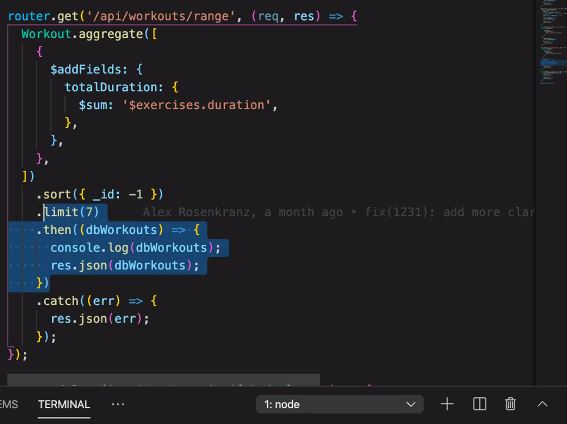 router.get('/api/workouts/range', (req, res) => {
  Workout.aggregate([
    {
      $addFields: {
        totalDuration: {
          $sum: '$exercises.duration',
        },
      },
    },
  ])
    .sort({ _id: -1 })
    .limit(7)      Alex Rosenkranz, a month ago • fix(1231): add more clar
    .then((dbWorkouts) => {
      console.log(dbWorkouts);
      res.json(dbWorkouts);
    })
    .catch((err) => {
      res.json(err);
    });
});
EMS TERMINAL ··· 1: node